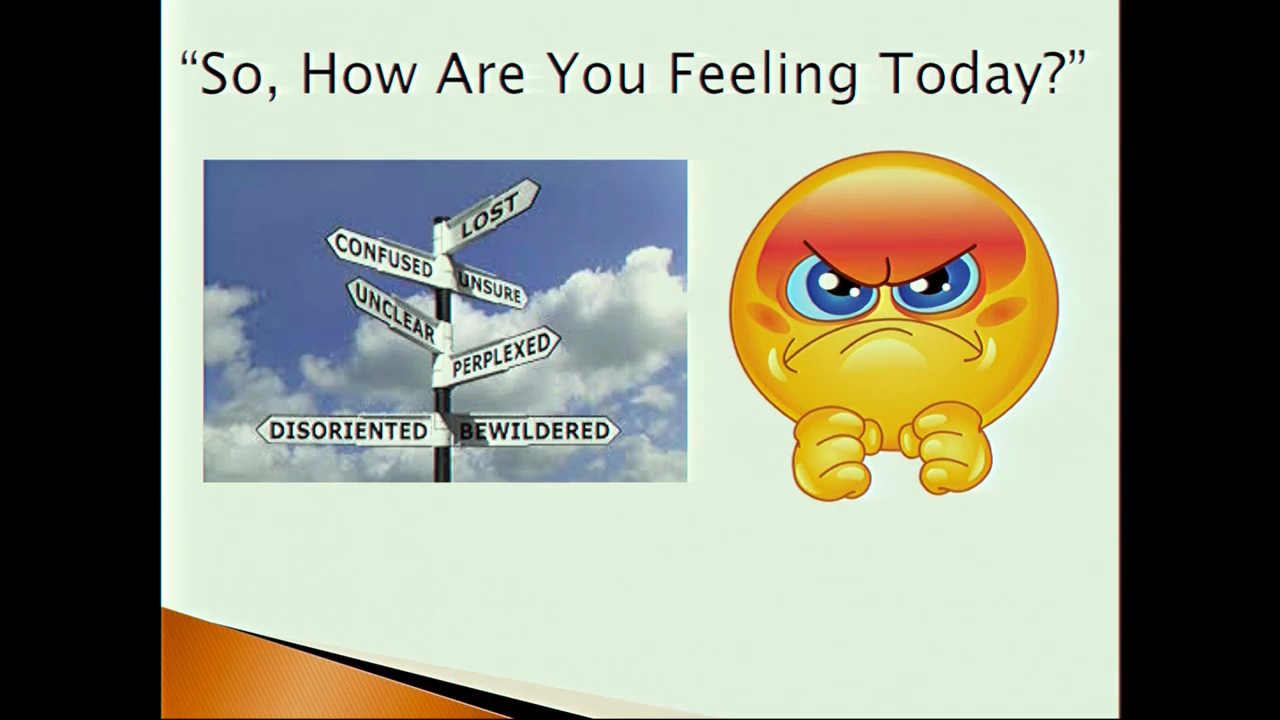 “So, How Are You Feeling Today?”
LOST
CONFUSED
UNSURE
UNCLEAR
PERPLEXED
DISORIENTED
BEWILDERED